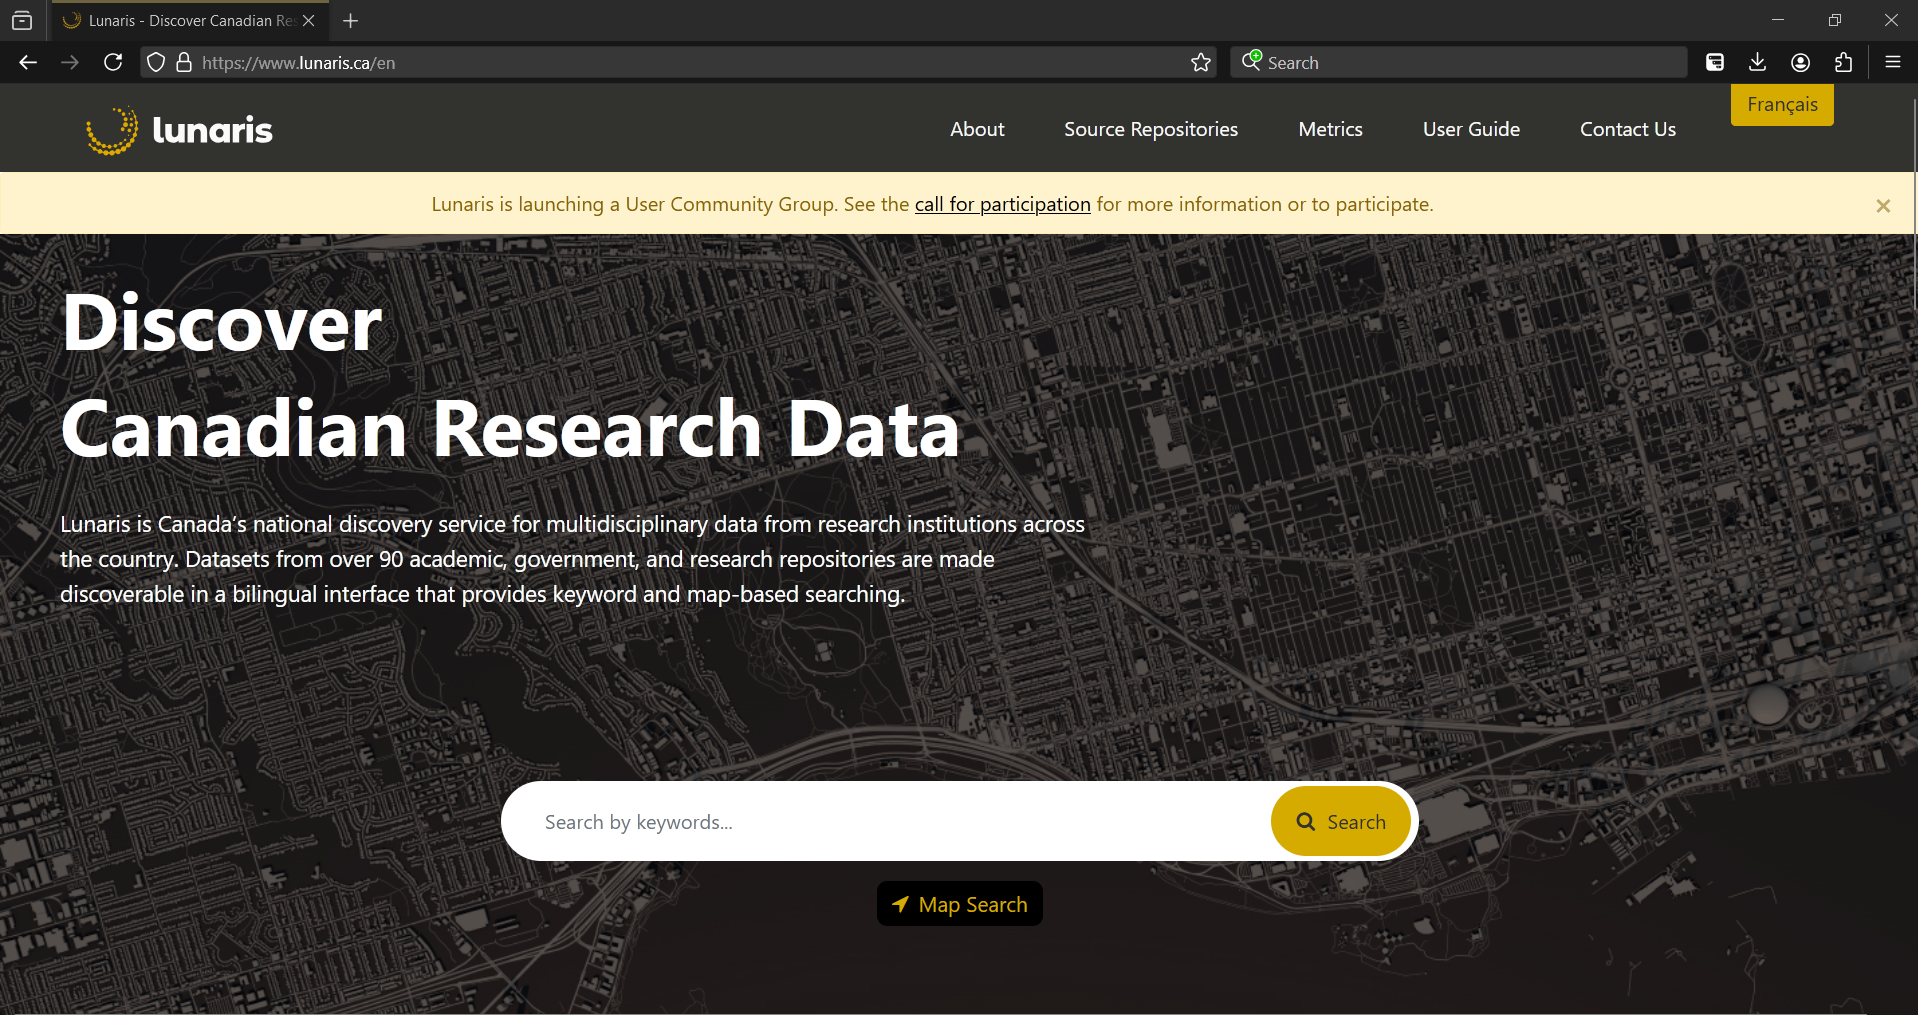 Lunaris - Discover Canadian Res
https://www.lunaris.ca/en
Search
lunaris
About
Source Repositories
Metrics
User Guide
Contact Us
Français
Lunaris is launching a User Community Group. See the call for participation for more information or to participate.
Discover
Canadian Research Data
Lunaris is Canada’s national discovery service for multidisciplinary data from research institutions across
the country. Datasets from over 90 academic, government, and research repositories are made
discoverable in a bilingual interface that provides keyword and map-based searching.
Search by keywords...
Search
Map Search